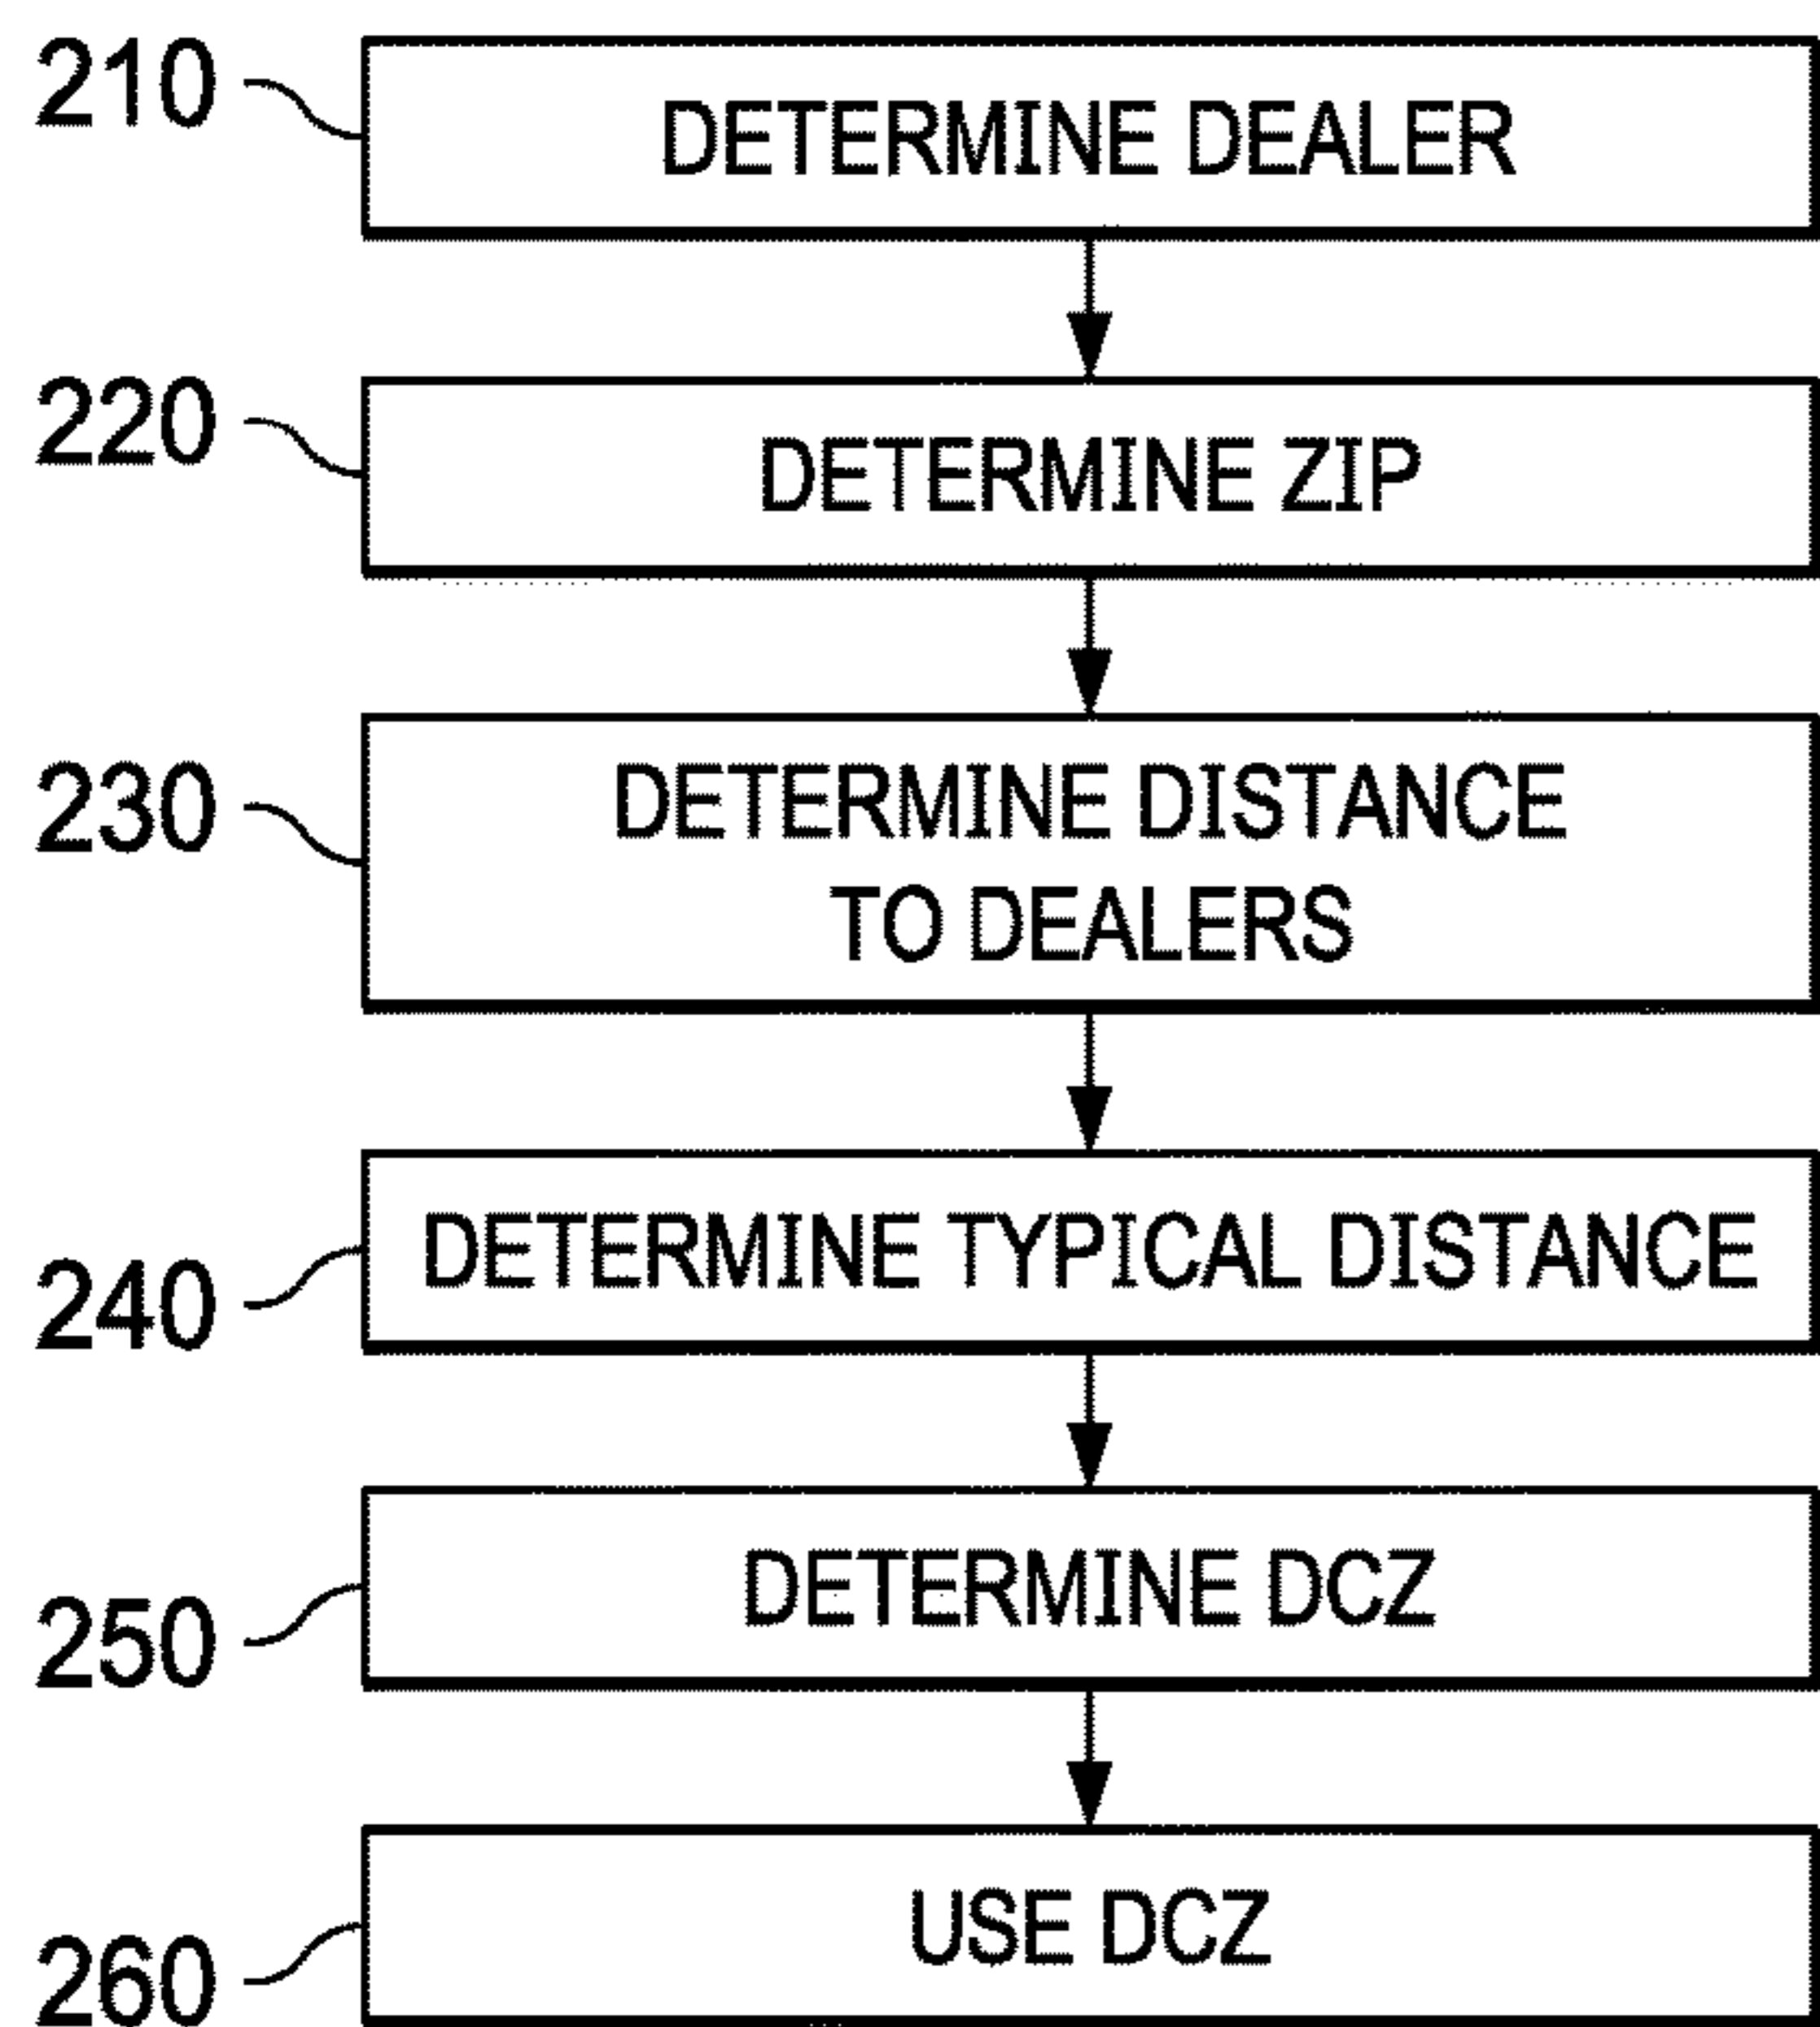 210
DETERMINE DEALER
220
DETERMINE ZIP
230
DETERMINE DISTANCE
TO DEALERS
240
DETERMINE TYPICAL DISTANCE
250
DETERMINE DCZ
260
USE DCZ